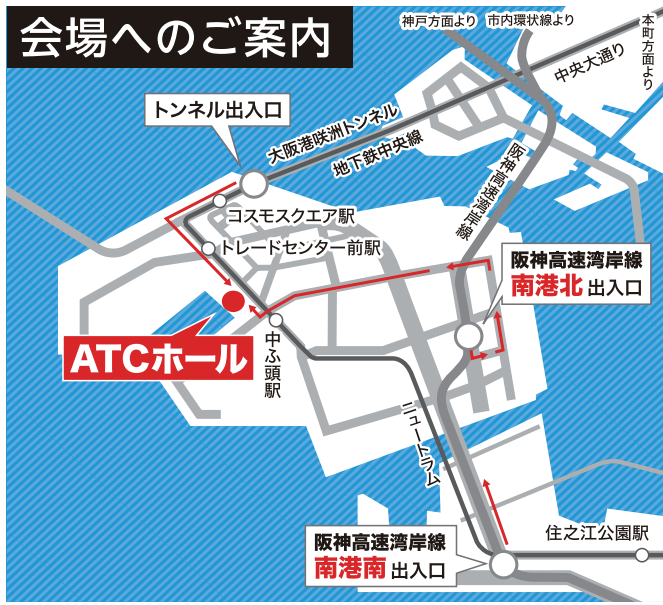 会場へのご案内
神戸方面より
市内環状線より
本町方面より
中央大通り
トンネル出入口
大阪港咲洲トンネル
地下鉄中央線
阪神高速湾岸線
コスモスクエア駅
トレードセンター前駅
阪神高速湾岸線
南港北 出入口
ATCホール
中ふ頭駅
ニュートラム
住之江公園駅
阪神高速湾岸線
南港南 出入口